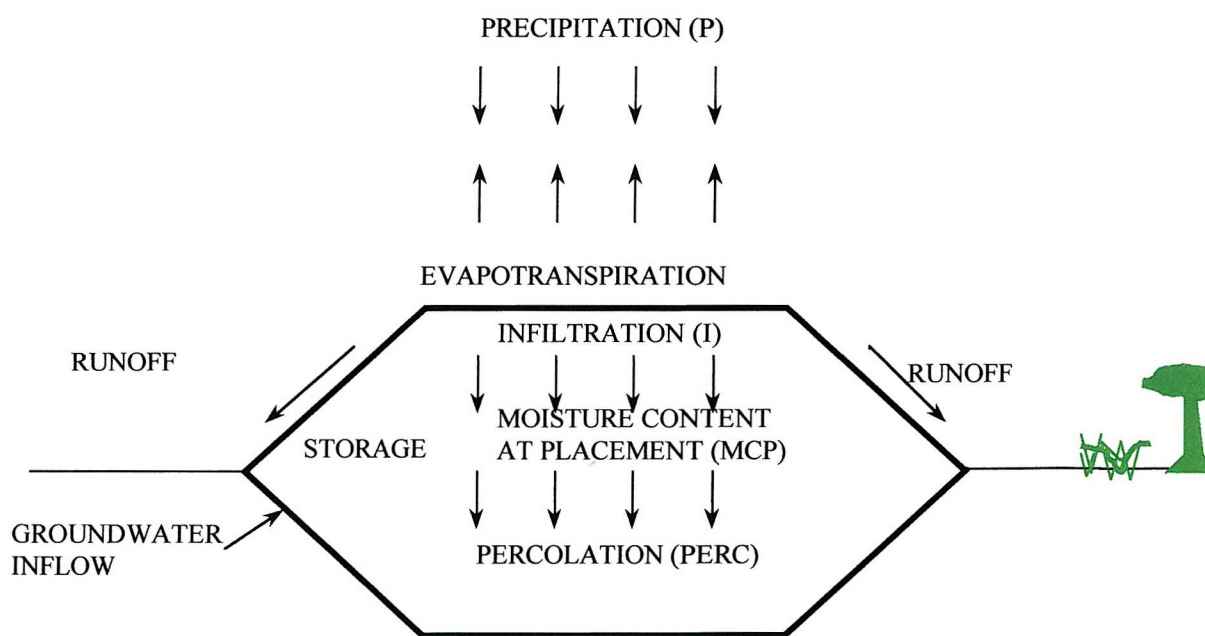 PRECIPITATION (P)
EVAPOTRANSPIRATION
INFILTRATION (I)
RUNOFF
RUNOFF
MOISTURE CONTENT
AT PLACEMENT (MCP)
STORAGE
GROUNDWATER
INFLOW
PERCOLATION (PERC)